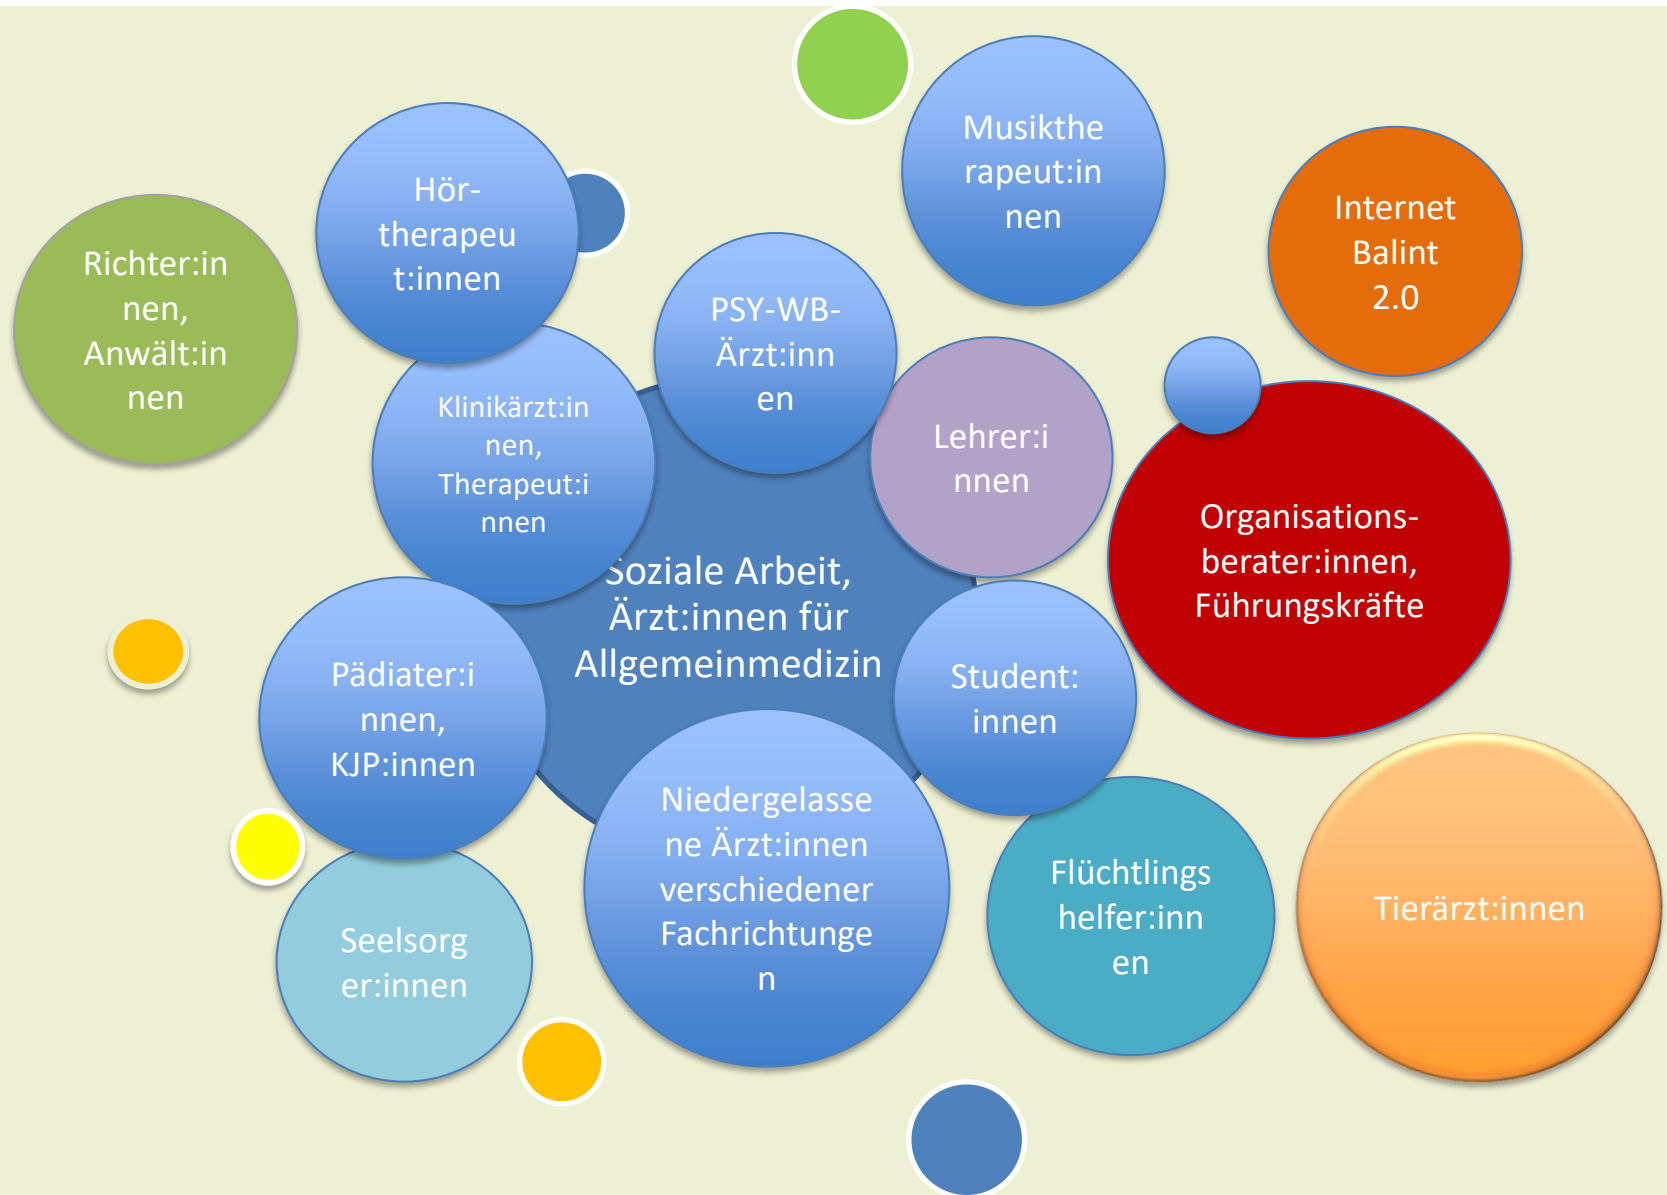 Musikthe
rapeut:in
nen
Hör-
therapeu
t:innen
Internet
Balint
2.0
Richter:in
nen,
Anwält:in
nen
PSY-WB-
Ärzt:inn
en
Klinikärzt:in
nen,
Therapeut:i
nnen
Lehrer:i
nnen
Organisations-
berater:innen,
Führungskräfte
Soziale Arbeit,
Ärzt:innen für
Allgemeinmedizin
Pädiater:i
nnen,
KJP:innen
Student:
innen
Niedergelasse
ne Ärzt:innen
verschiedener
Fachrichtunge
n
Flüchtlings
helfer:inn
en
Tierärzt:innen
Seelsorg
er:innen